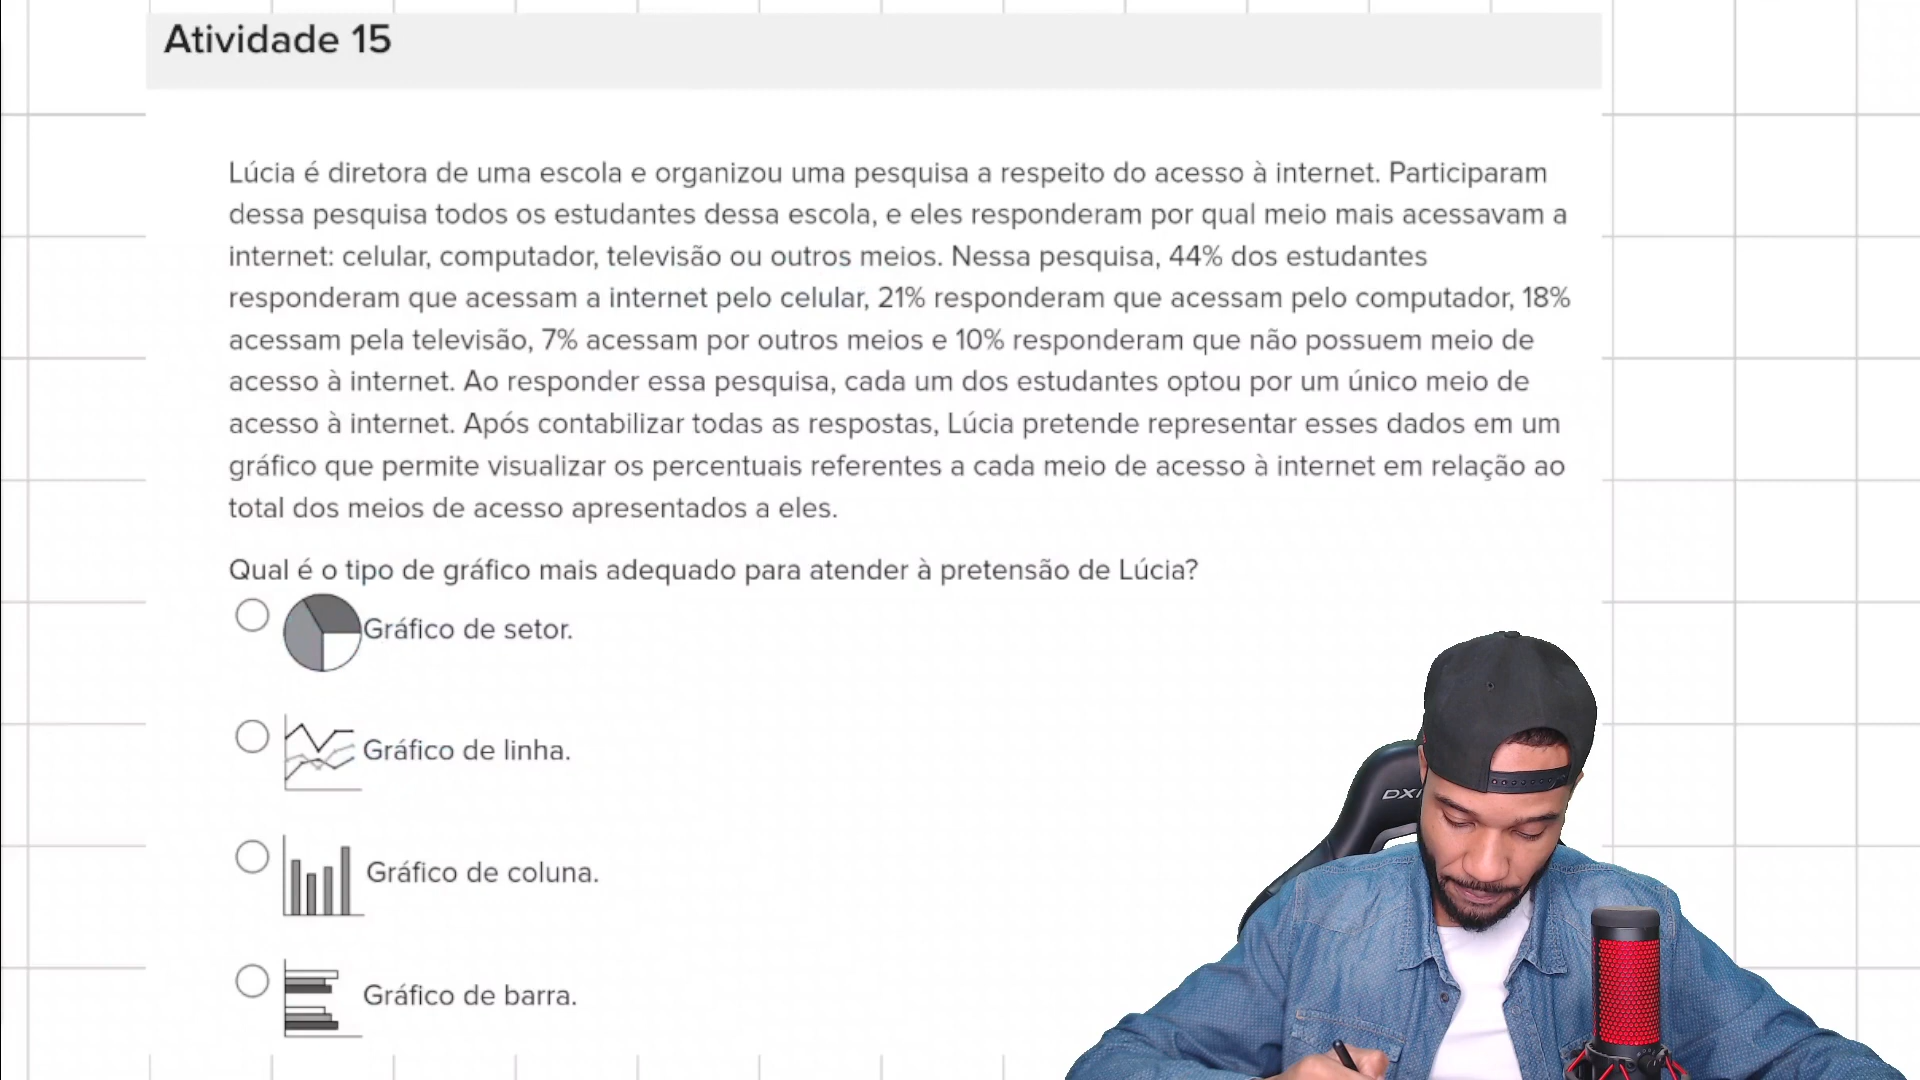 Atividade 15
Lúcia é diretora de uma escola e organizou uma pesquisa a respeito do acesso à internet. Participaram
dessa pesquisa todos os estudantes dessa escola, e eles responderam por qual meio mais acessavam a
internet: celular, computador, televisão ou outros meios. Nessa pesquisa, 44% dos estudantes
responderam que acessam a internet pelo celular, 21% responderam que acessam pelo computador, 18%
acessam pela televisão, 7% acessam por outros meios e 10% responderam que não possuem meio de
acesso à internet. Ao responder essa pesquisa, cada um dos estudantes optou por um único meio de
acesso à internet. Após contabilizar todas as respostas, Lúcia pretende representar esses dados em um
gráfico que permite visualizar os percentuais referentes a cada meio de acesso à internet em relação ao
total dos meios de acesso apresentados a eles.
Qual é o tipo de gráfico mais adequado para atender à pretensão de Lúcia?
Gráfico de setor.
Gráfico de linha.
Gráfico de coluna.
Gráfico de barra.